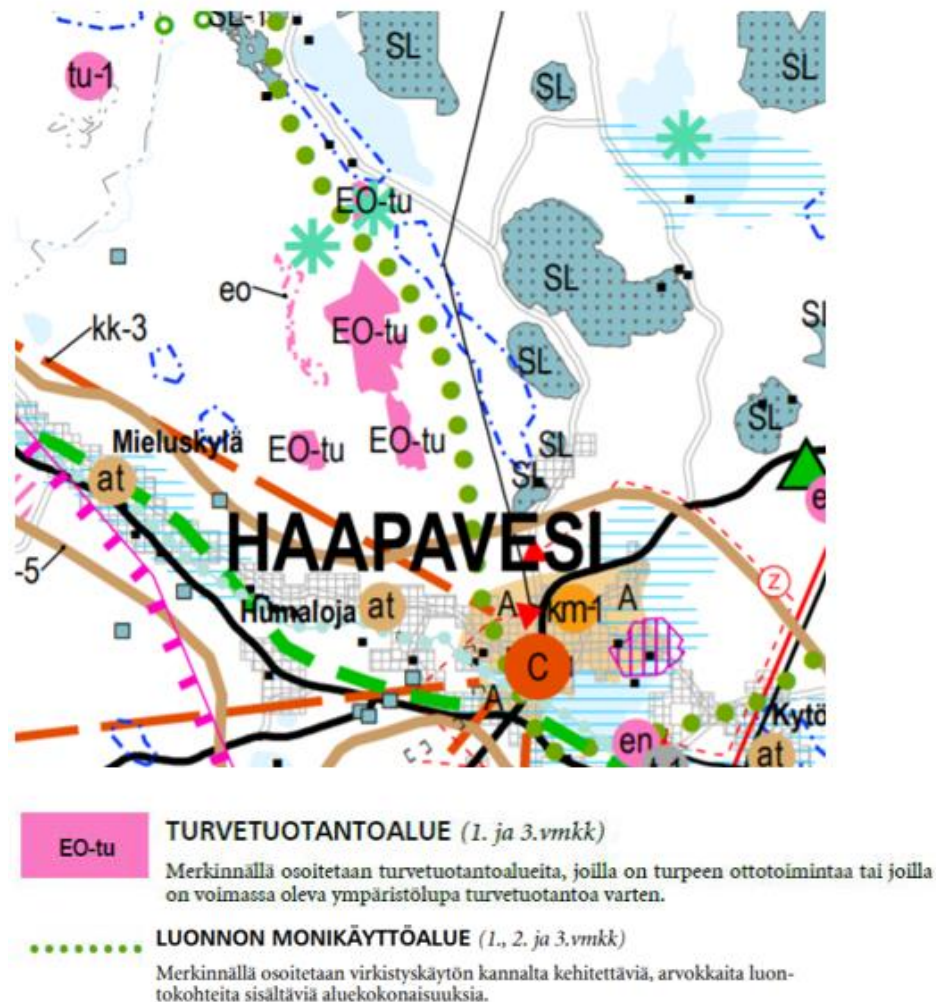 SL-1
tu-1
SL
SL
SL
EO-tu
eo
SL
kk-3
EO-tu
SL
SL
Mieluskylä
EO-tu
EO-tu
SL
at
SL
HAAPAVESI
-5
Humaloja
at
A
km-1
A
Z
C
A
Kytö
en
at
EO-tu
TURVETUOTANTOALUE (1. ja 3.vmkk)
Merkinnällä osoitetaan turvetuotantoalueita, joilla on turpeen ottotoimintaa tai joilla
on voimassa oleva ympäristölupa turvetuotantoa varten.
LUONNON MONIKÄYTTÖALUE (1., 2. ja 3.vmkk)
Merkinnällä osoitetaan virkistyskäytön kannalta kehitettäviä, arvokkaita luon-
tokohteita sisältäviä aluekokonaisuuksia.